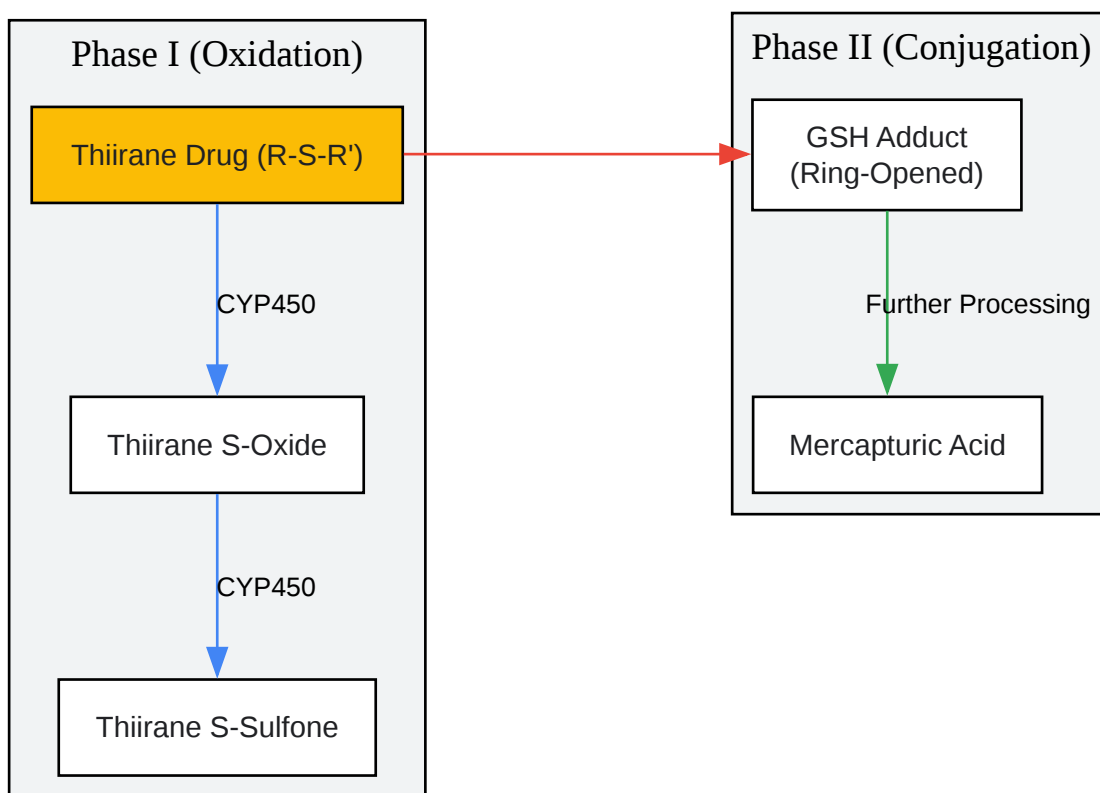 Phase I (Oxidation)
Thiirane Drug (R-S-R')
CYP450
Thiirane S-Oxide
CYP450
Thiirane S-Sulfone
Phase II (Conjugation)
GSH Adduct
(Ring-Opened)
Further Processing
Mercapturic Acid